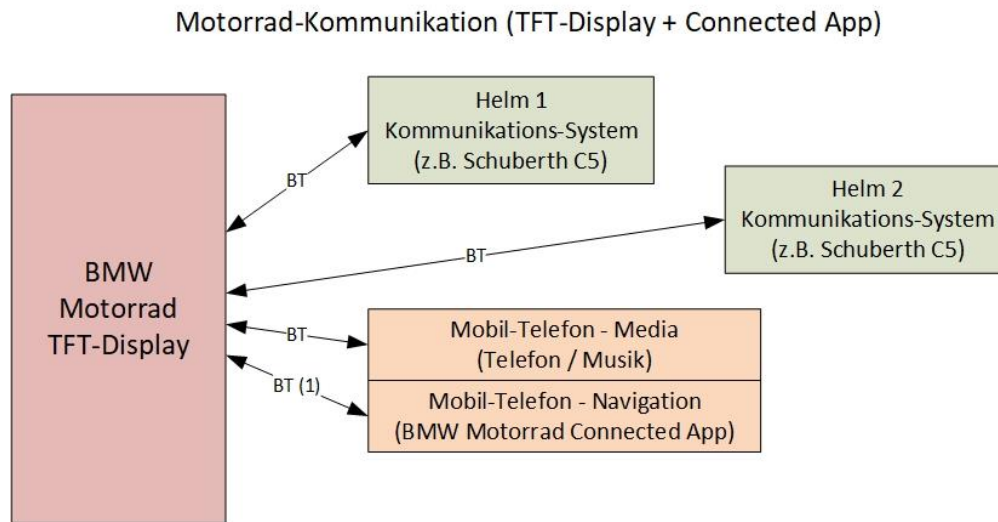 Motorrad-Kommunikation (TFT-Display + Connected App)
Helm 1
Kommunikations-System
(z.B. Schuberth C5)
BT
Helm 2
Kommunikations-System
(z.B. Schuberth C5)
BT
BMW
Motorrad
TFT-Display
BT
Mobil-Telefon - Media
(Telefon / Musik)
BT (1)
Mobil-Telefon - Navigation
(BMW Motorrad Connected App)